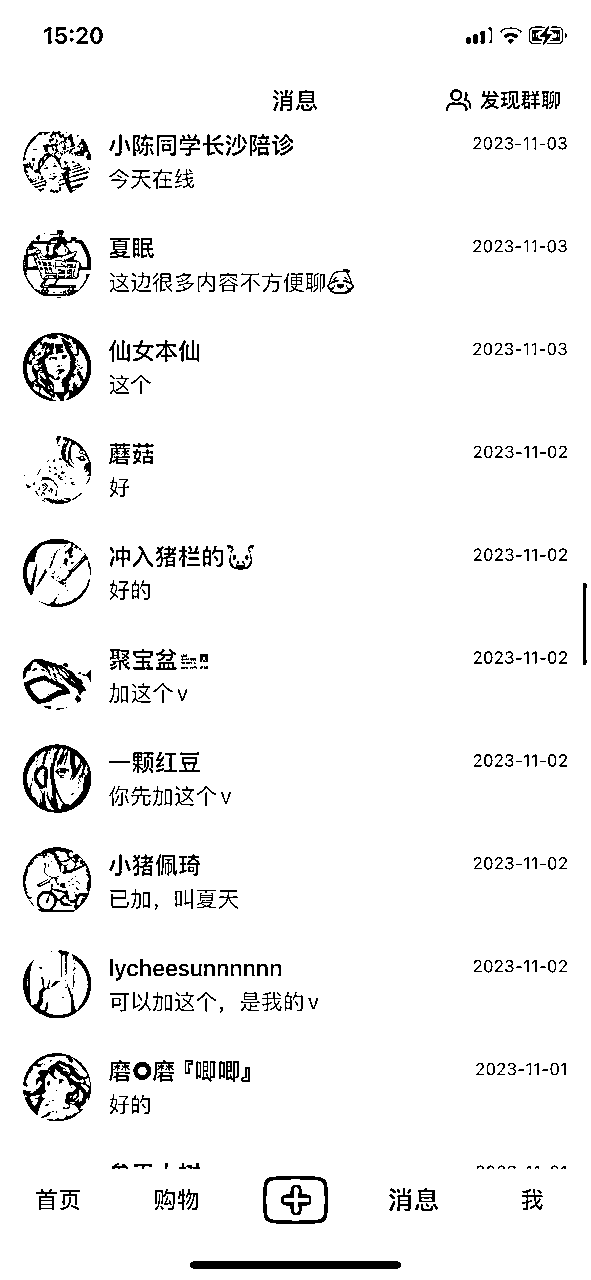 15:20
消息
发现群聊
小陈同学长沙陪诊
2023-11-03
今天在线
夏眠
2023-11-03
这边很多内容不方便聊
仙女本仙
2023-11-03
这个
蘑菇
2023-11-02
好
冲入猪栏的
2023-11-02
好的
聚宝盆
2023-11-02
加这个v
一颗红豆
2023-11-02
你先加这个v
小猪佩琦
2023-11-02
已加，叫夏天
lycheesunnnnnn
2023-11-02
可以加这个，是我的v
磨⭕磨『唧唧』
2023-11-01
好的
首页
购物
消息
我